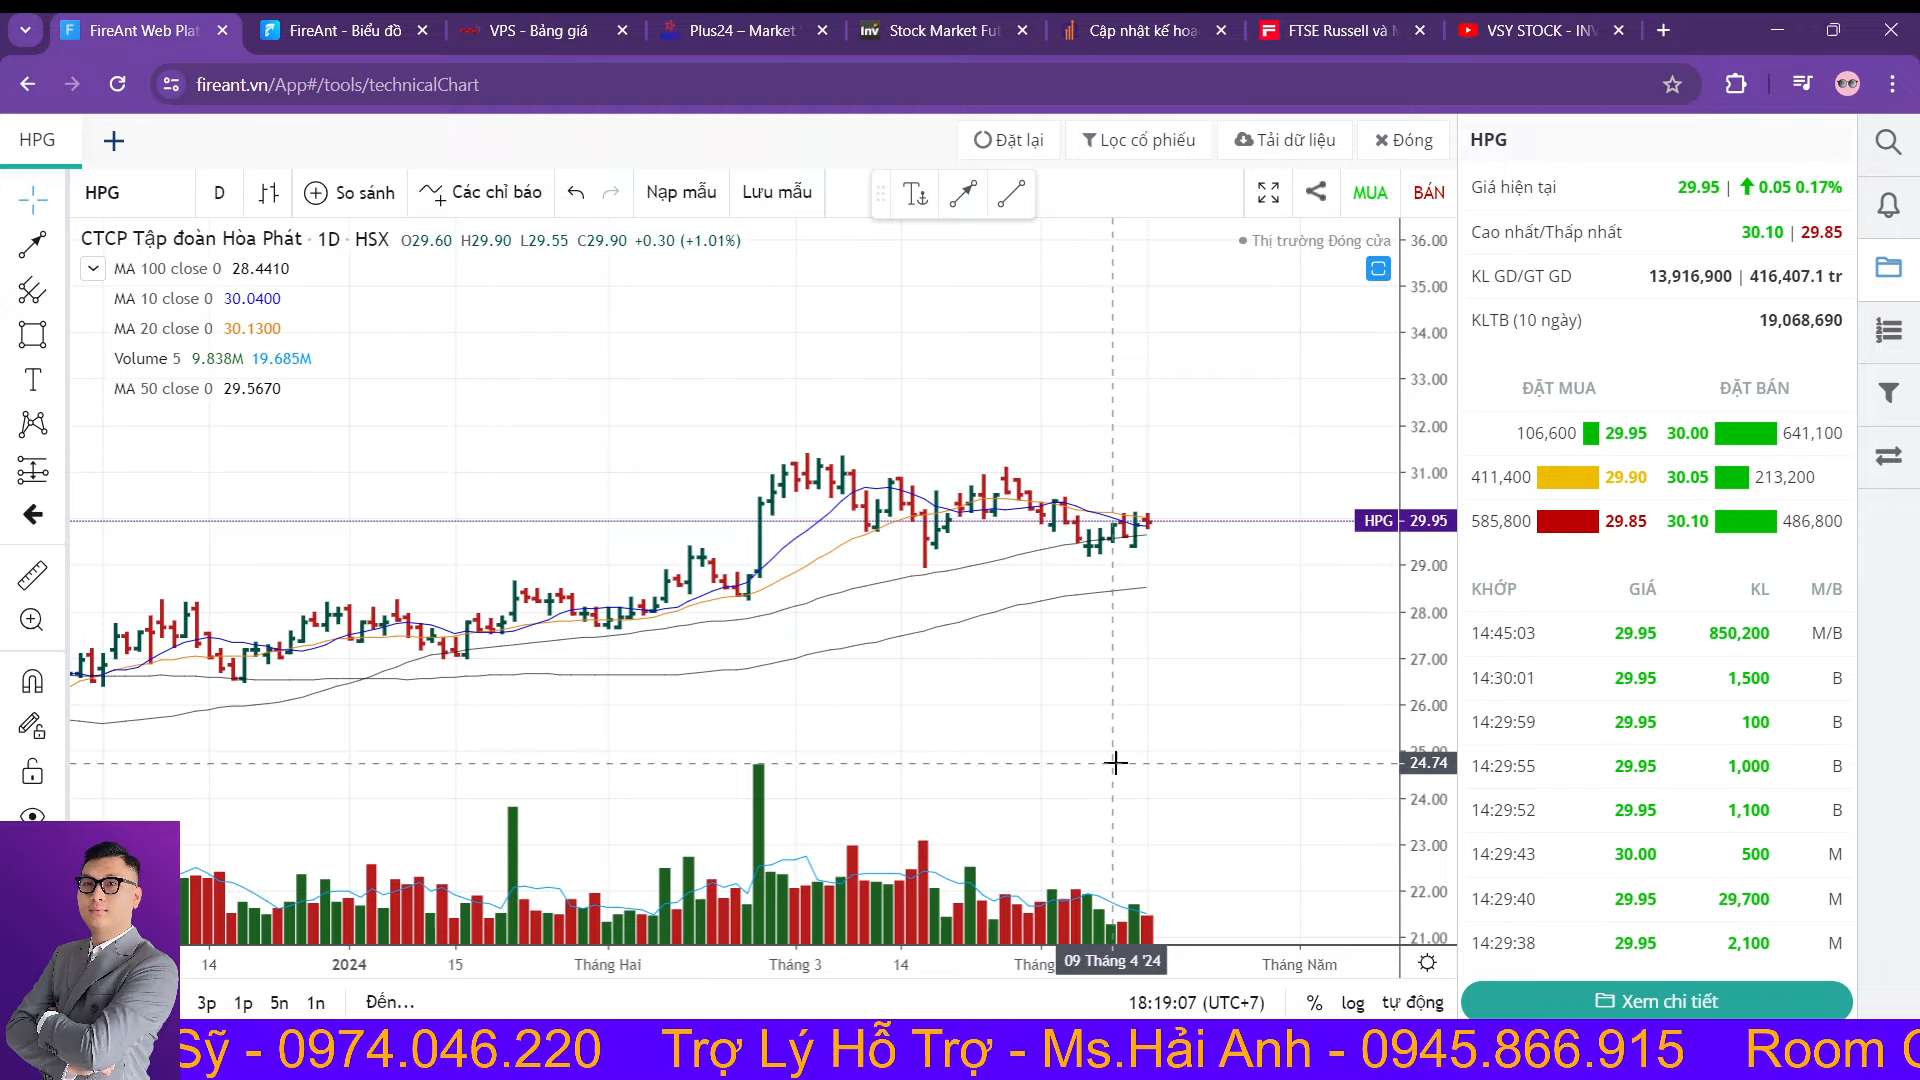 FireAnt Web Plat
FireAnt - Biểu đồ
VPS - Bảng giá
Plus24 – Market
Stock Market Fut
Cập nhật kế hoạ
FTSE Russell và
VSY STOCK - INV
fireant.vn/App#/tools/technicalChart
HPG
Đặt lại
Lọc cổ phiếu
Tải dữ liệu
Đóng
HPG
D
So sánh
Các chỉ báo
Nạp mẫu
Lưu mẫu
MUA
BÁN
CTCP Tập đoàn Hòa Phát · 1D · HSX O29.60 H29.90 L29.55 C29.90 +0.30 (+1.01%)
Thị trường Đóng cửa
MA 100 close 0 28.4410
MA 10 close 0 30.0400
MA 20 close 0 30.1300
Volume 5 9.838M 19.685M
MA 50 close 0 29.5670
36.00
35.00
34.00
33.00
32.00
31.00
HPG 29.95
29.00
28.00
27.00
26.00
25.00
24.74
24.00
23.00
22.00
21.00
14
2024
15
Tháng Hai
Tháng 3
14
Tháng
09 Tháng 4 '24
Tháng Năm
3p 1p 5n 1n
Đến...
18:19:07 (UTC+7)
% log tự động
HPG
Giá hiện tại 29.95 | 0.05 0.17%
Cao nhất/Thấp nhất 30.10 | 29.85
KL GD/GT GD 13,916,900 | 416,407.1 tr
KLTB (10 ngày) 19,068,690
ĐẶT MUA ĐẶT BÁN
106,600 29.95 30.00 641,100
411,400 29.90 30.05 213,200
585,800 29.85 30.10 486,800
KHỚP GIÁ KL M/B
14:45:03 29.95 850,200 M/B
14:30:01 29.95 1,500 B
14:29:59 29.95 100 B
14:29:55 29.95 1,000 B
14:29:52 29.95 1,100 B
14:29:43 30.00 500 M
14:29:40 29.95 29,700 M
14:29:38 29.95 2,100 M
Xem chi tiết
Sỹ - 0974.046.220 Trợ Lý Hỗ Trợ - Ms.Hải Anh - 0945.866.915 Room